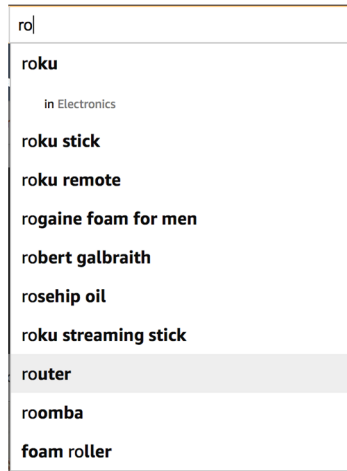 ro
roku
in Electronics
roku stick
roku remote
rogaine foam for men
robert galbraith
rosehip oil
roku streaming stick
router
roomba
foam roller